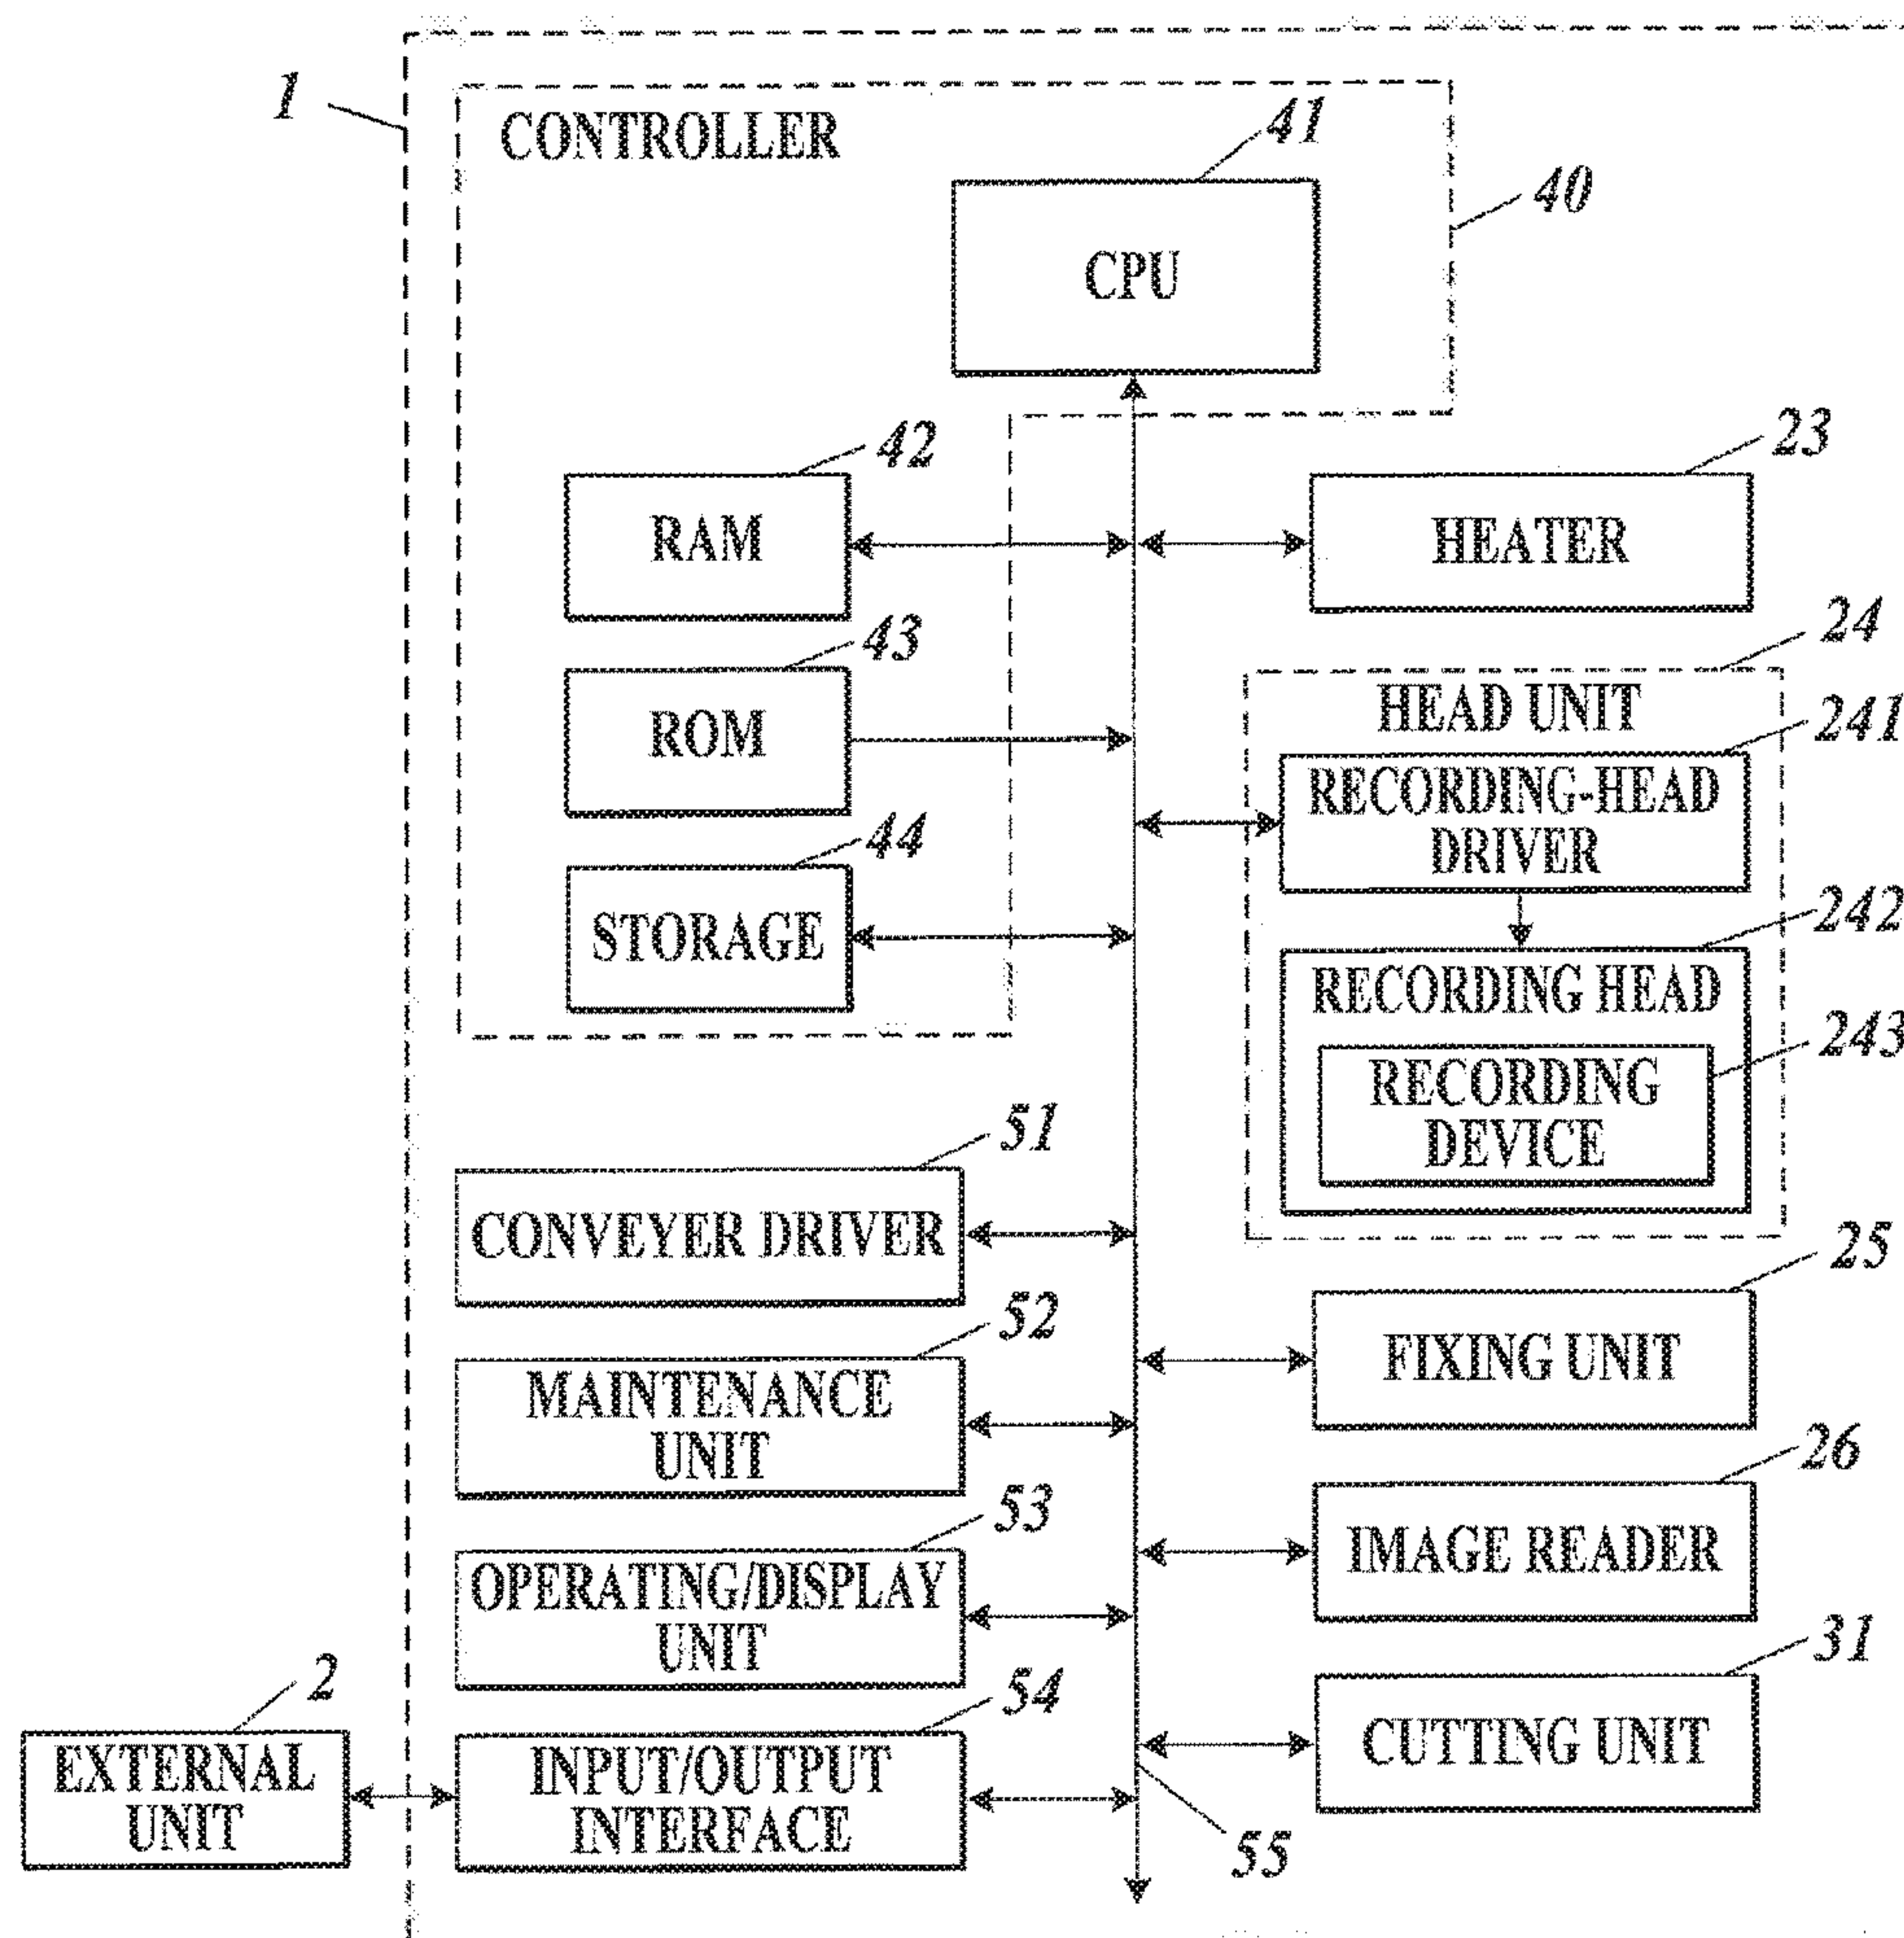 1
CONTROLLER
41
CPU
40
42
RAM
23
HEATER
43
ROM
24
HEAD UNIT
241
RECORDING-HEAD
DRIVER
44
STORAGE
242
RECORDING HEAD
243
RECORDING
DEVICE
51
CONVEYER DRIVER
25
FIXING UNIT
52
MAINTENANCE
UNIT
26
IMAGE READER
53
OPERATING/DISPLAY
UNIT
31
CUTTING UNIT
2
EXTERNAL
UNIT
54
INPUT/OUTPUT
INTERFACE
55